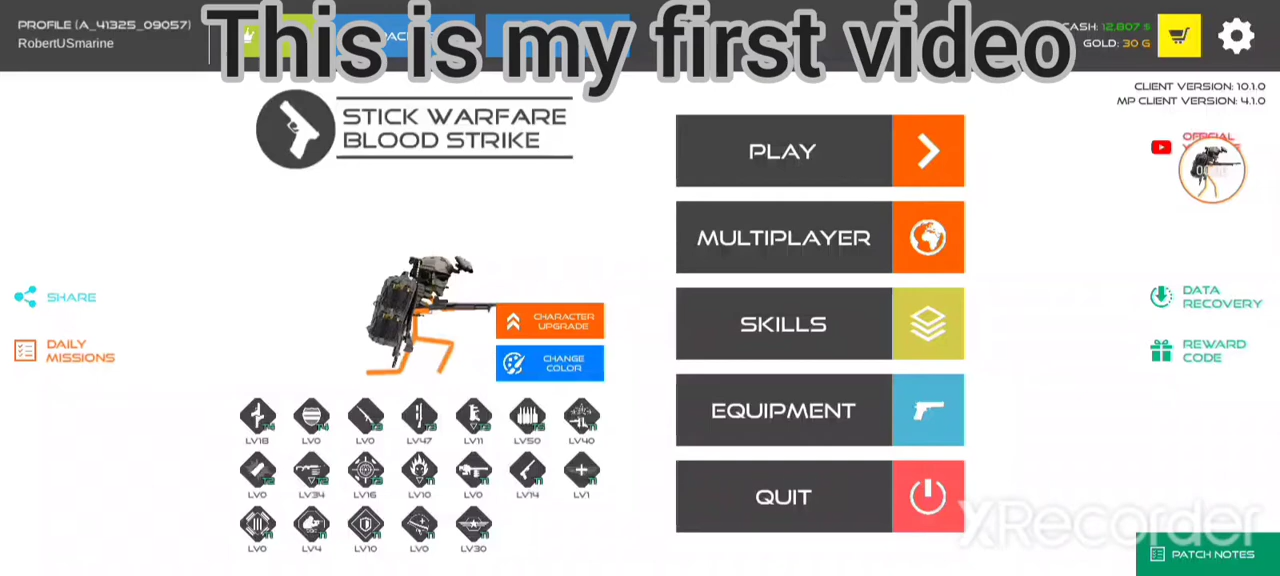 This is my first video
PROFILE (A_41325_09057)
RobertUSmarine
CASH: 12,807 $
GOLD: 30 G
CLIENT VERSION: 10.1.0
MP CLIENT VERSION: 4.1.0
STICK WARFARE
BLOOD STRIKE
OFFICIAL
PLAY
MULTIPLAYER
SKILLS
EQUIPMENT
QUIT
SHARE
DAILY
MISSIONS
CHARACTER
UPGRADE
CHANGE
COLOR
DATA
RECOVERY
REWARD
CODE
LV18 LV0 LV0 LV47 LV11 LV50 LV40
LV0 LV34 LV16 LV10 LV0 LV14 LV1
LV0 LV4 LV10 LV0 LV30
XRecorder
PATCH NOTES